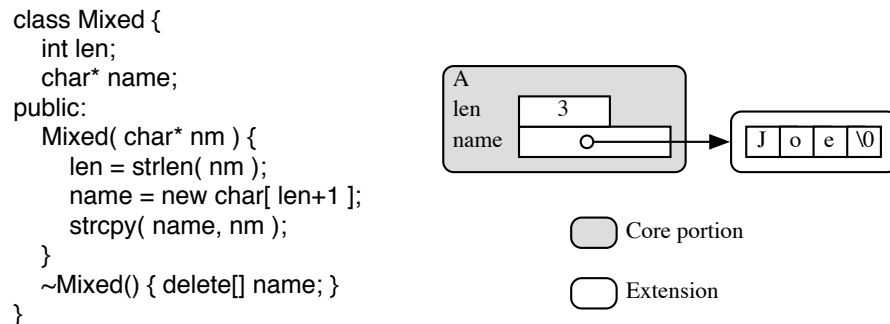 class Mixed {
int len;
char* name;
public:
Mixed( char* nm ) {
len = strlen( nm );
name = new char[ len+1 ];
strcpy( name, nm );
}
~Mixed() { delete[] name; }
}
A
len 3
name
J o e \0
Core portion
Extension